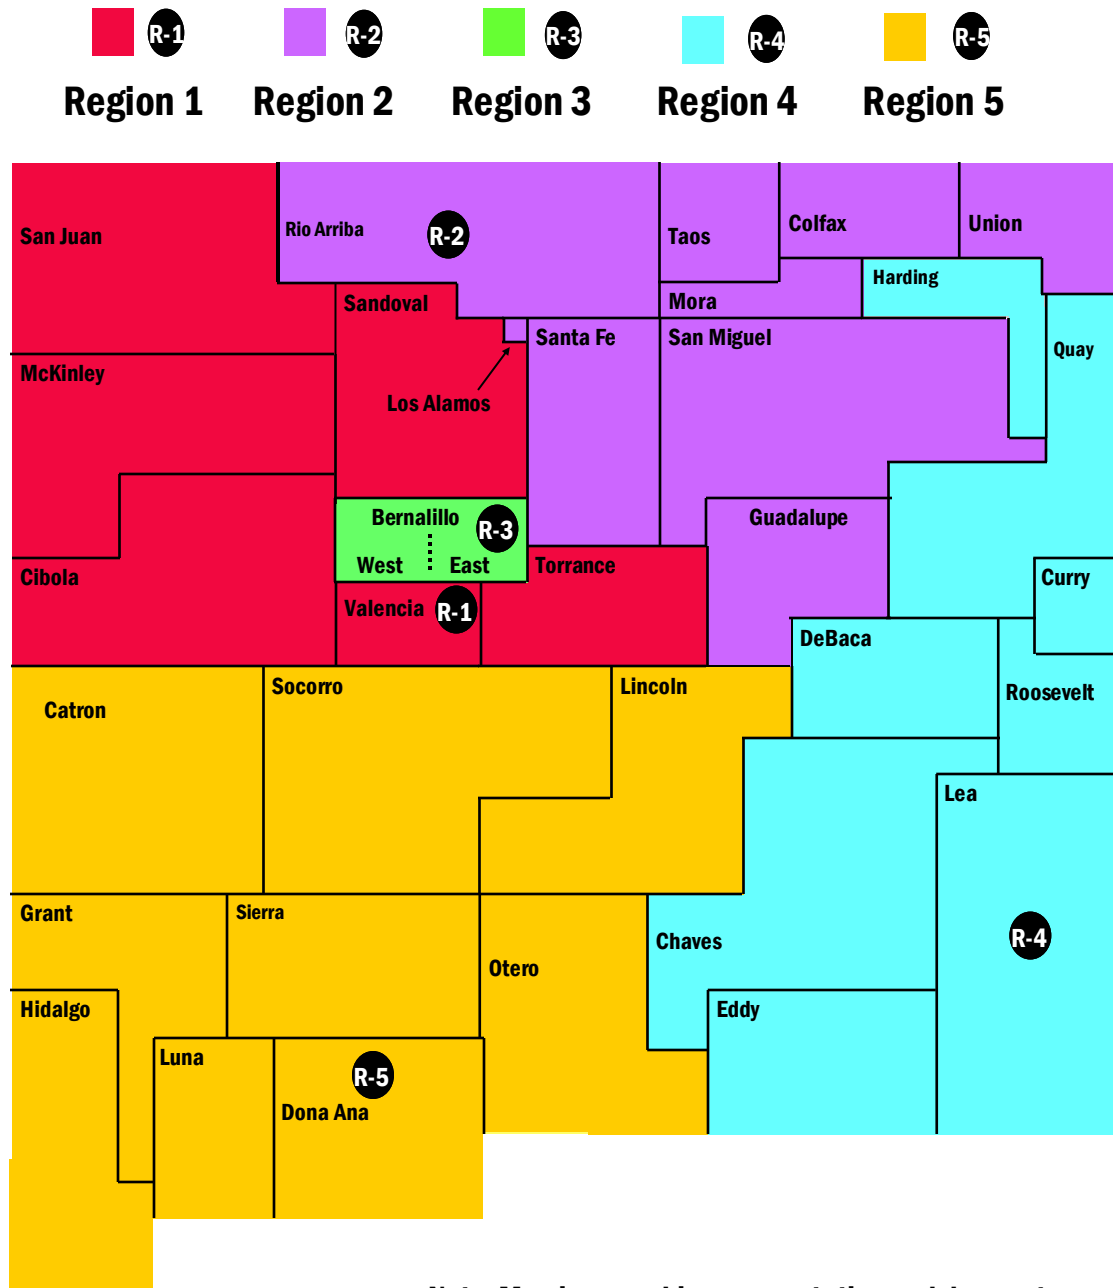 R-1 R-2 R-3 R-4 R-5
Region 1 Region 2 Region 3 Region 4 Region 5
San Juan
Rio Arriba
R-2
Taos
Colfax
Union
Harding
Sandoval
Mora
Santa Fe
San Miguel
Quay
McKinley
Los Alamos
Bernalillo
R-3
West
East
Guadalupe
Torrance
Cibola
Curry
Valencia
R-1
DeBaca
Roosevelt
Catron
Socorro
Lincoln
Lea
Grant
Sierra
Otero
Chaves
R-4
Hidalgo
Eddy
Luna
R-5
Dona Ana